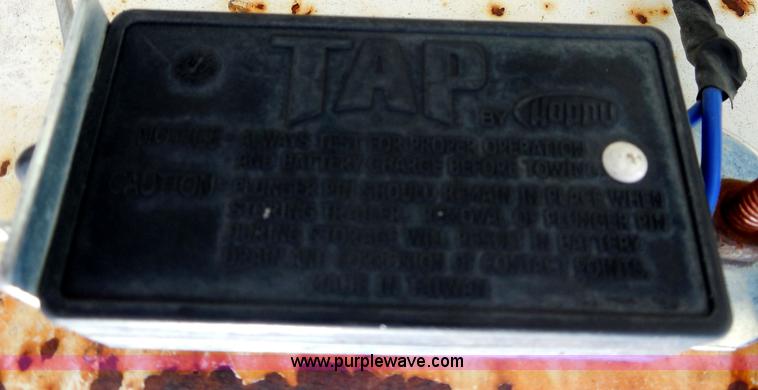 TAP
BY Hoppy
NOTICE - ALWAYS TEST FOR PROPER OPERATION
AND BATTERY CHARGE BEFORE TOWING
CAUTION - PLUNGER PIN SHOULD REMAIN IN PLACE WHEN
STORING TRAILER. REMOVAL OF PLUNGER PIN
DURING STORAGE WILL RESULT IN BATTERY
DRAIN AND CORROSION OF CONTACT POINTS.
MADE IN TAIWAN
www.purplewave.com